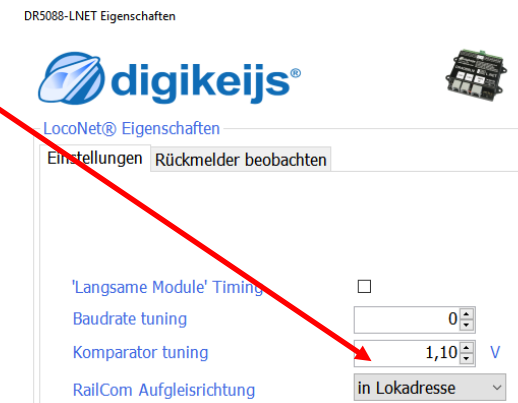 DR5088-LNET Eigenschaften
digikeijs®
LocoNet® Eigenschaften
Einstellungen Rückmelder beobachten
'Langsame Module' Timing
Baudrate tuning 0
Komparator tuning 1,10 V
RailCom Aufgleisrichtung in Lokadresse